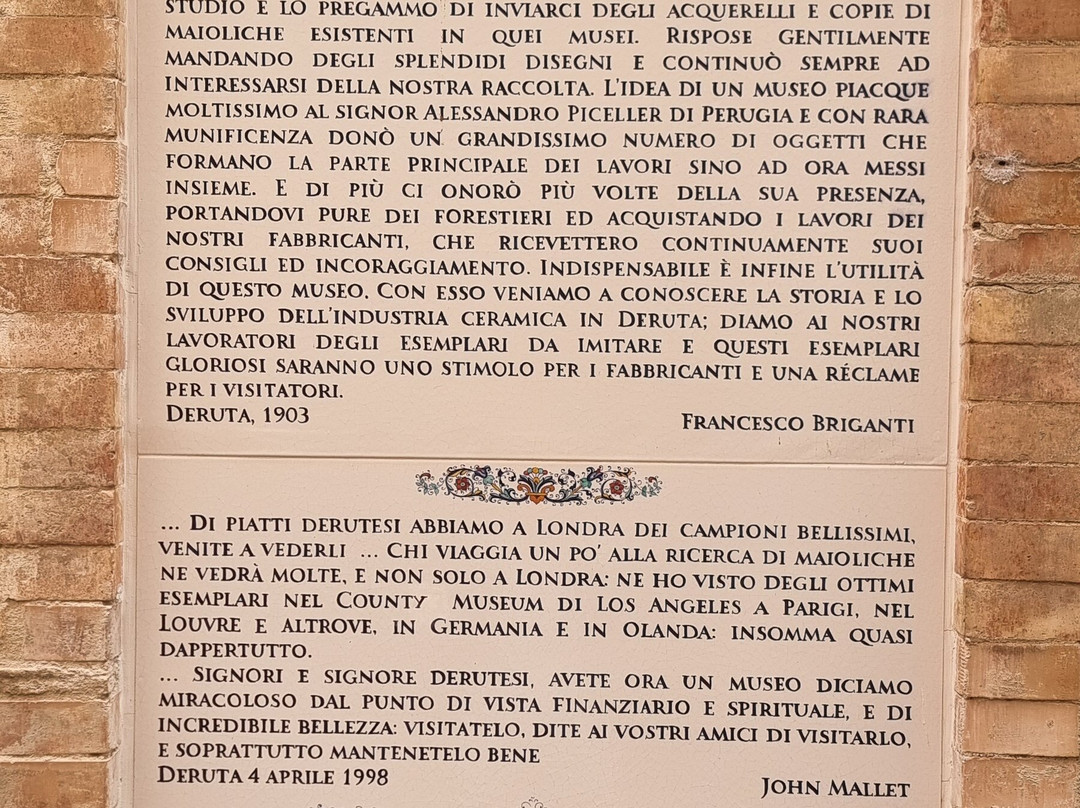 STUDIO E LO PREGAMMO DI INVIARCI DEGLI ACQUERELLI E COPIE DI
MAIOLICHE ESISTENTI IN QUEI MUSEI. RISPOSE GENTILMENTE
MANDANDO DEGLI SPLENDIDI DISEGNI E CONTINUÒ SEMPRE AD
INTERESSARSI DELLA NOSTRA RACCOLTA. L'IDEA DI UN MUSEO PIACQUE
MOLTISSIMO AL SIGNOR ALESSANDRO PICELLER DI PERUGIA E CON RARA
MUNIFICENZA DONÒ UN GRANDISSIMO NUMERO DI OGGETTI CHE
FORMANO LA PARTE PRINCIPALE DEI LAVORI SINO AD ORA MESSI
INSIEME. E DI PIÙ CI ONORÒ PIÙ VOLTE DELLA SUA PRESENZA,
PORTANDOVI PURE DEI FORESTIERI ED ACQUISTANDO I LAVORI DEI
NOSTRI FABBRICANTI, CHE RICEVETTERO CONTINUAMENTE SUOI
CONSIGLI ED INCORAGGIAMENTO. INDISPENSABILE È INFINE L'UTILITÀ
DI QUESTO MUSEO. CON ESSO VENIAMO A CONOSCERE LA STORIA E LO
SVILUPPO DELL'INDUSTRIA CERAMICA IN DERUTA; DIAMO AI NOSTRI
LAVORATORI DEGLI ESEMPLARI DA IMITARE E QUESTI ESEMPLARI
GLORIOSI SARANNO UNO STIMOLO PER I FABBRICANTI E UNA RÉCLAME
PER I VISITATORI.
DERUTA, 1903 FRANCESCO BRIGANTI
... DI PIATTI DERUTESI ABBIAMO A LONDRA DEI CAMPIONI BELLISSIMI,
VENITE A VEDERLI ... CHI VIAGGIA UN PO' ALLA RICERCA DI MAIOLICHE
NE VEDRÀ MOLTE, E NON SOLO A LONDRA: NE HO VISTO DEGLI OTTIMI
ESEMPLARI NEL COUNTY MUSEUM DI LOS ANGELES A PARIGI, NEL
LOUVRE E ALTROVE, IN GERMANIA E IN OLANDA: INSOMMA QUASI
DAPPERTUTTO.
... SIGNORI E SIGNORE DERUTESI, AVETE ORA UN MUSEO DICIAMO
MIRACOLOSO DAL PUNTO DI VISTA FINANZIARIO E SPIRITUALE, E DI
INCREDIBILE BELLEZZA: VISITATELO, DITE AI VOSTRI AMICI DI VISITARLO,
E SOPRATTUTTO MANTENETELO BENE
DERUTA 4 APRILE 1998 JOHN MALLET